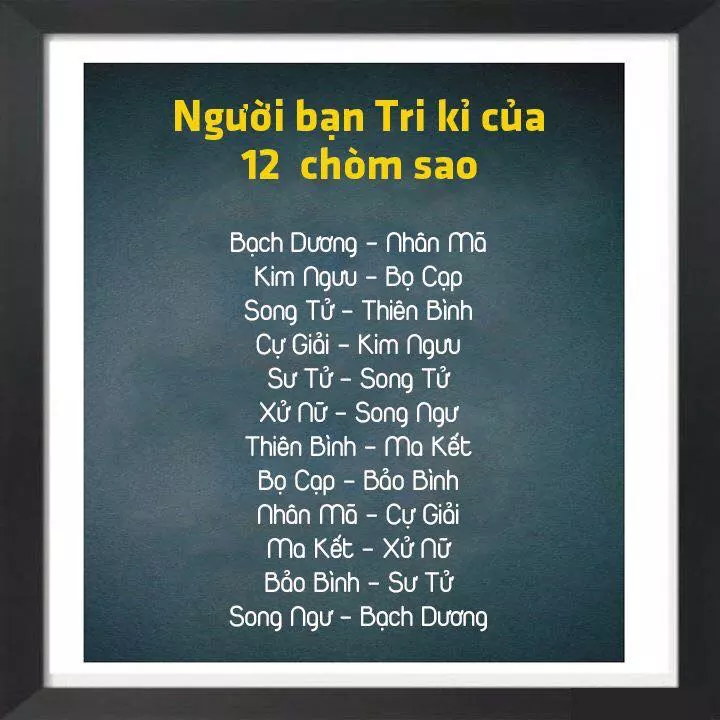 Người bạn Tri kỉ của
12 chòm sao
Bạch Dương - Nhân Mã
Kim Ngưu - Bọ Cạp
Song Tử - Thiên Bình
Cự Giải - Kim Ngưu
Sư Tử - Song Tử
Xử Nữ - Song Ngư
Thiên Bình - Ma Kết
Bọ Cạp - Bảo Bình
Nhân Mã - Cự Giải
Ma Kết - Xử Nữ
Bảo Bình - Sư Tử
Song Ngư - Bạch Dương